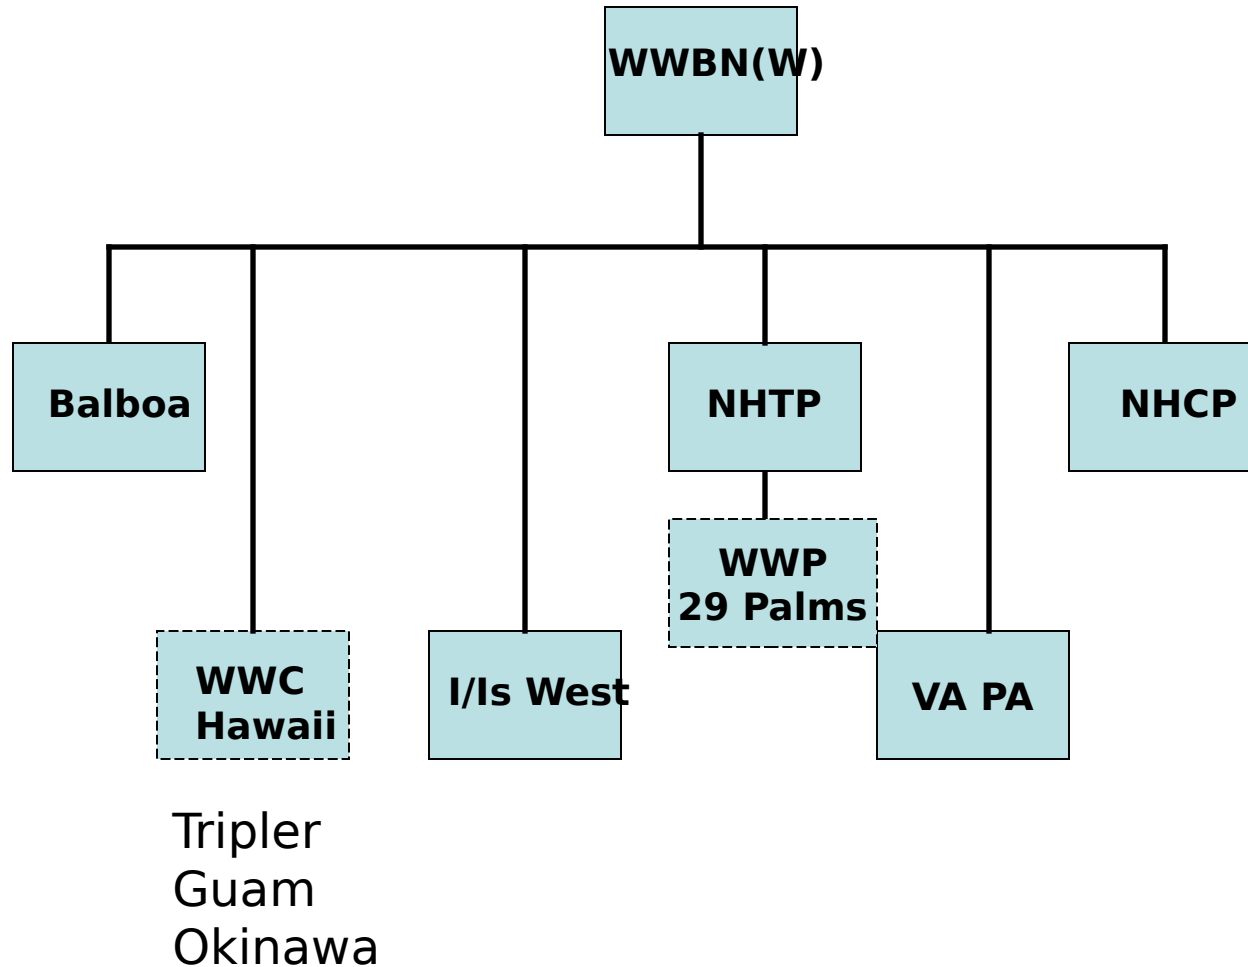 WWBN(W)
Balboa
NHTP
NHCP
WWP
29 Palms
WWC
Hawaii
I/Is West
VA PA
Tripler
Guam
Okinawa